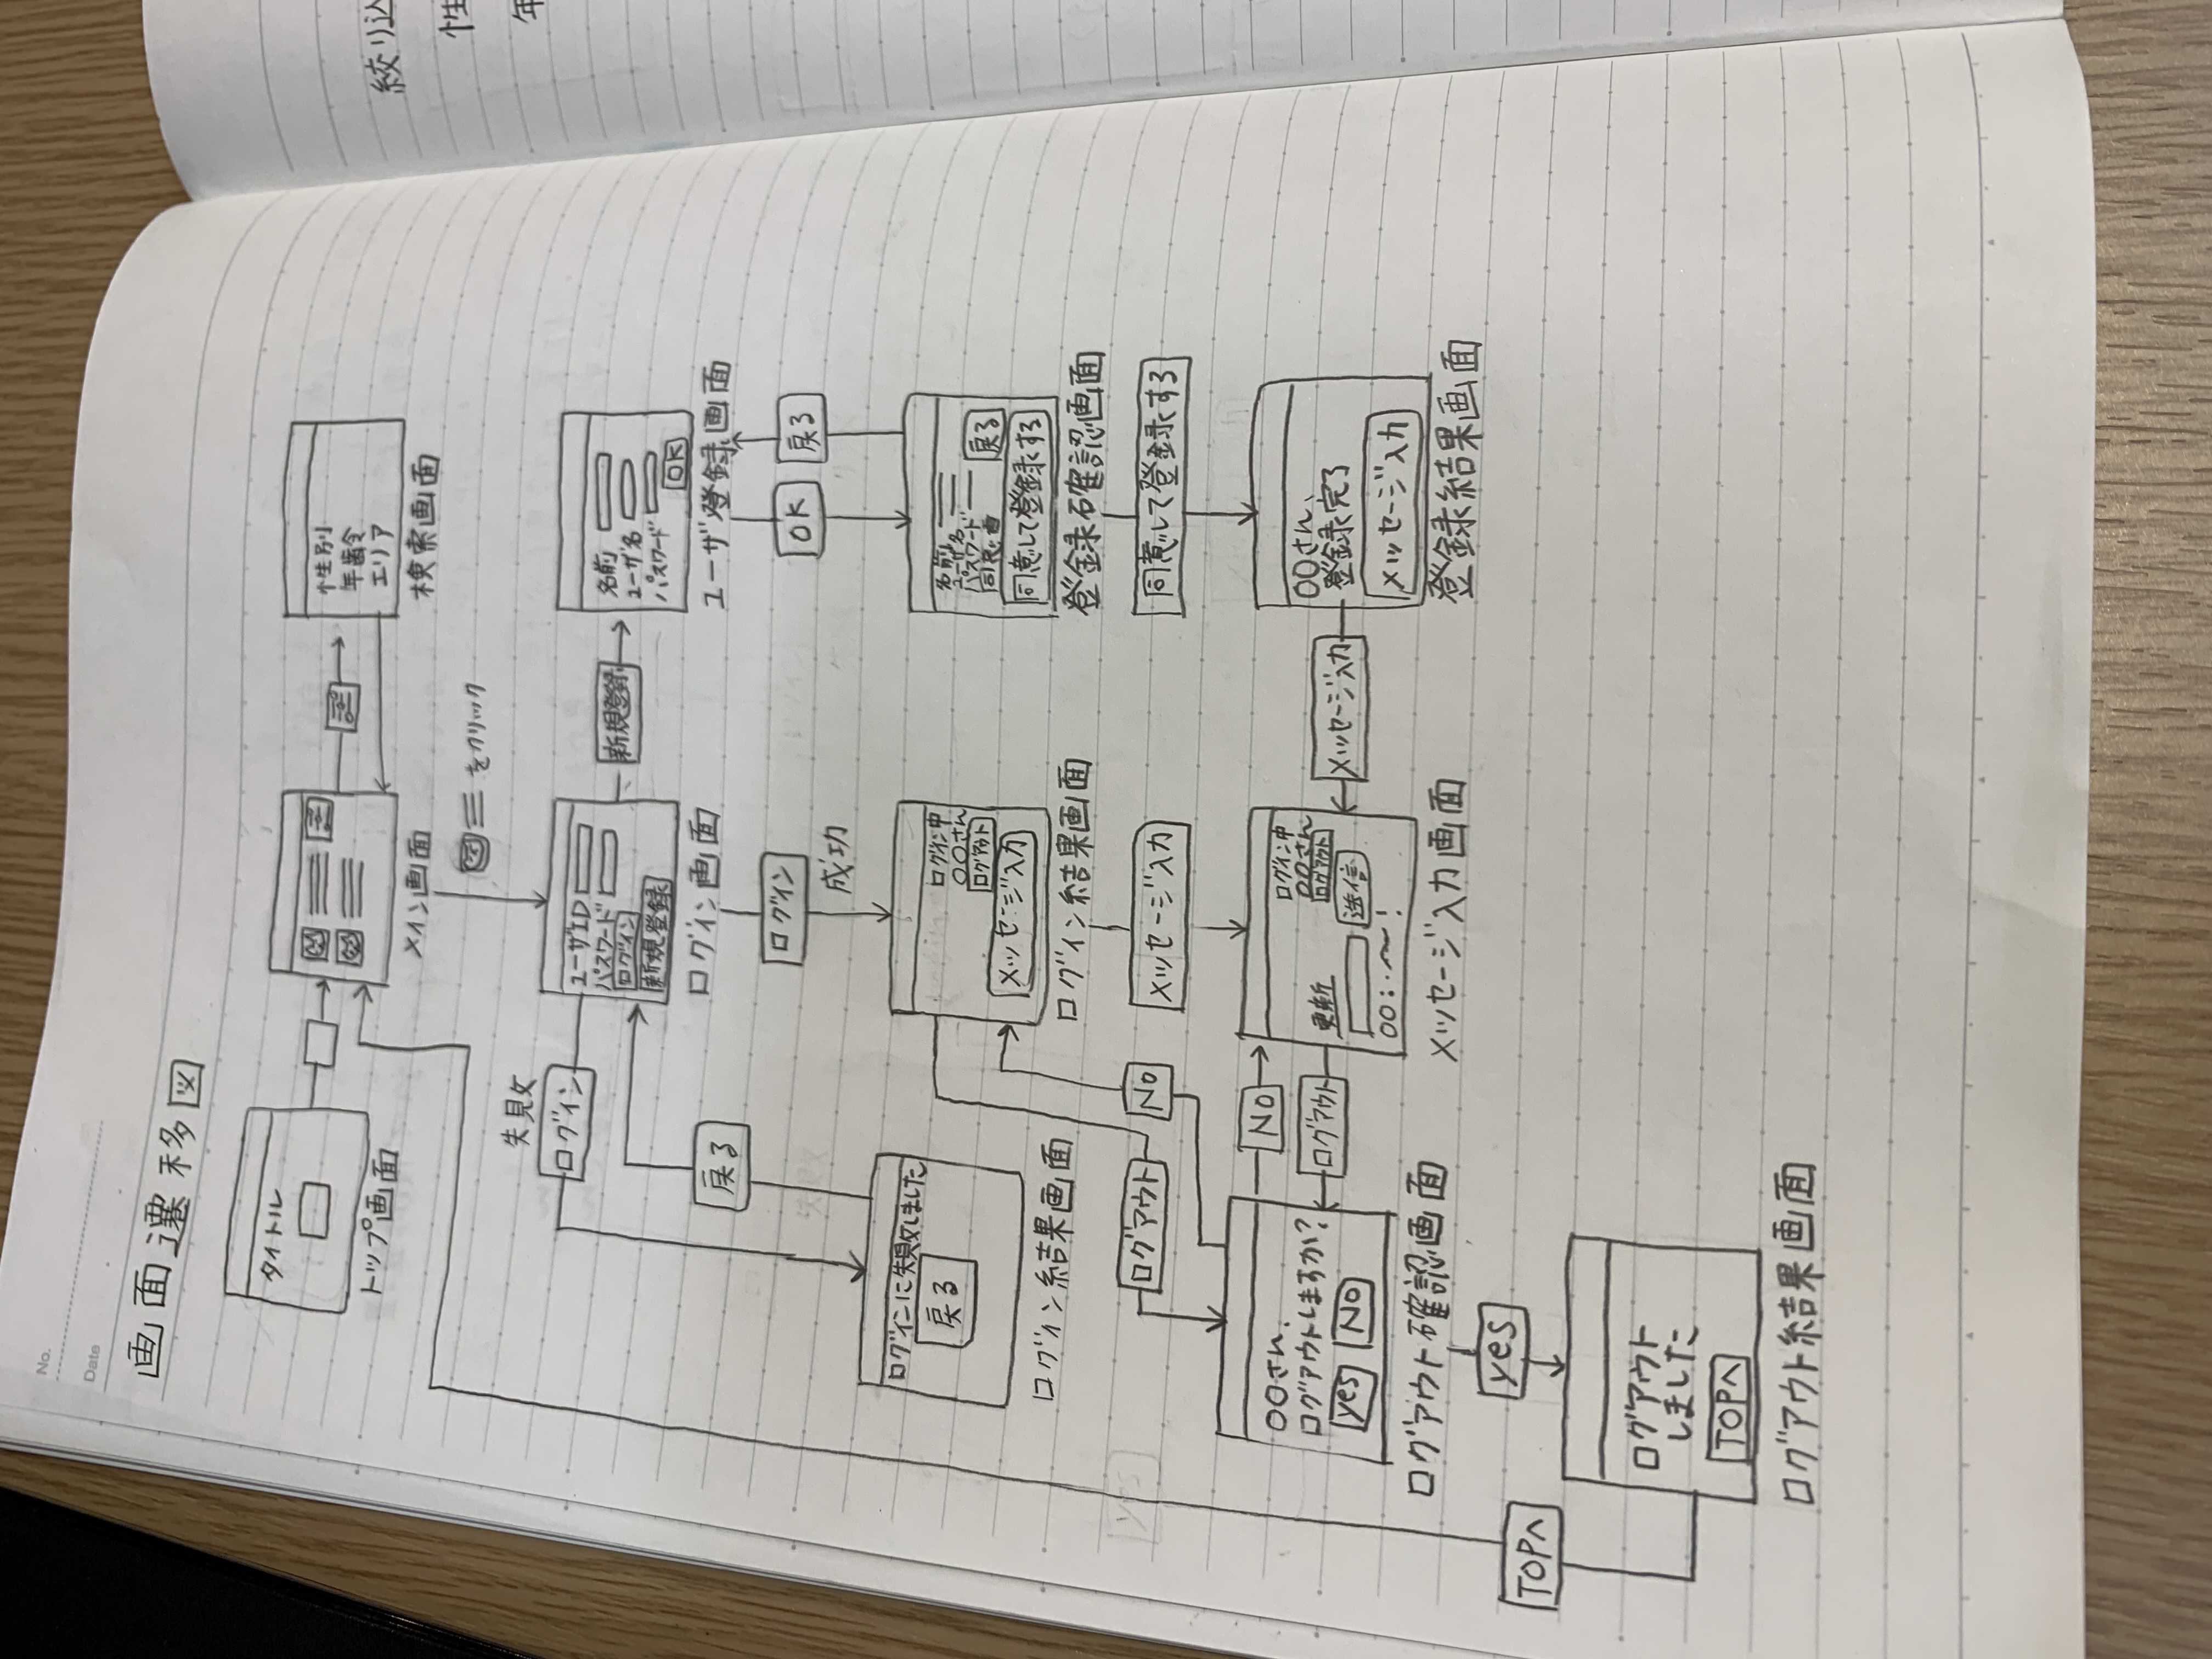 No.
Date
画面遷移図
タイトル
トップ画面
メイン画面
性別
年齢
エリア
検索画面
をクリック
失敗
ログイン
ユーザID
パスワード
ログイン
新規登録
ログイン画面
新規登録
名前
ユーザ名
パスワード
OK
ユーザ登録画面
戻る
ログイン
成功
OK
戻る
ログインに失敗しました
戻る
ログイン結果画面
ログイン中
○○さん
ログアウト
メッセージ入力
ログイン結果画面
名前
ユーザ名
パスワード
戻る
同意して登録する
登録確認画面
ログアウト
No
メッセージ入力
同意して登録する
○○さん、
ログアウトしますか?
yes No
ログアウト確認画面
No
ログアウト
ログイン中
○○さん
ログアウト
更新
送信
○○:・・~!
メッセージ入力画面
メッセージ入力
○○さん、
登録完了
メッセージ入力
登録結果画面
yes
TOPへ
ログアウト
しました
TOPへ
ログアウト結果画面
絞り込
性
年